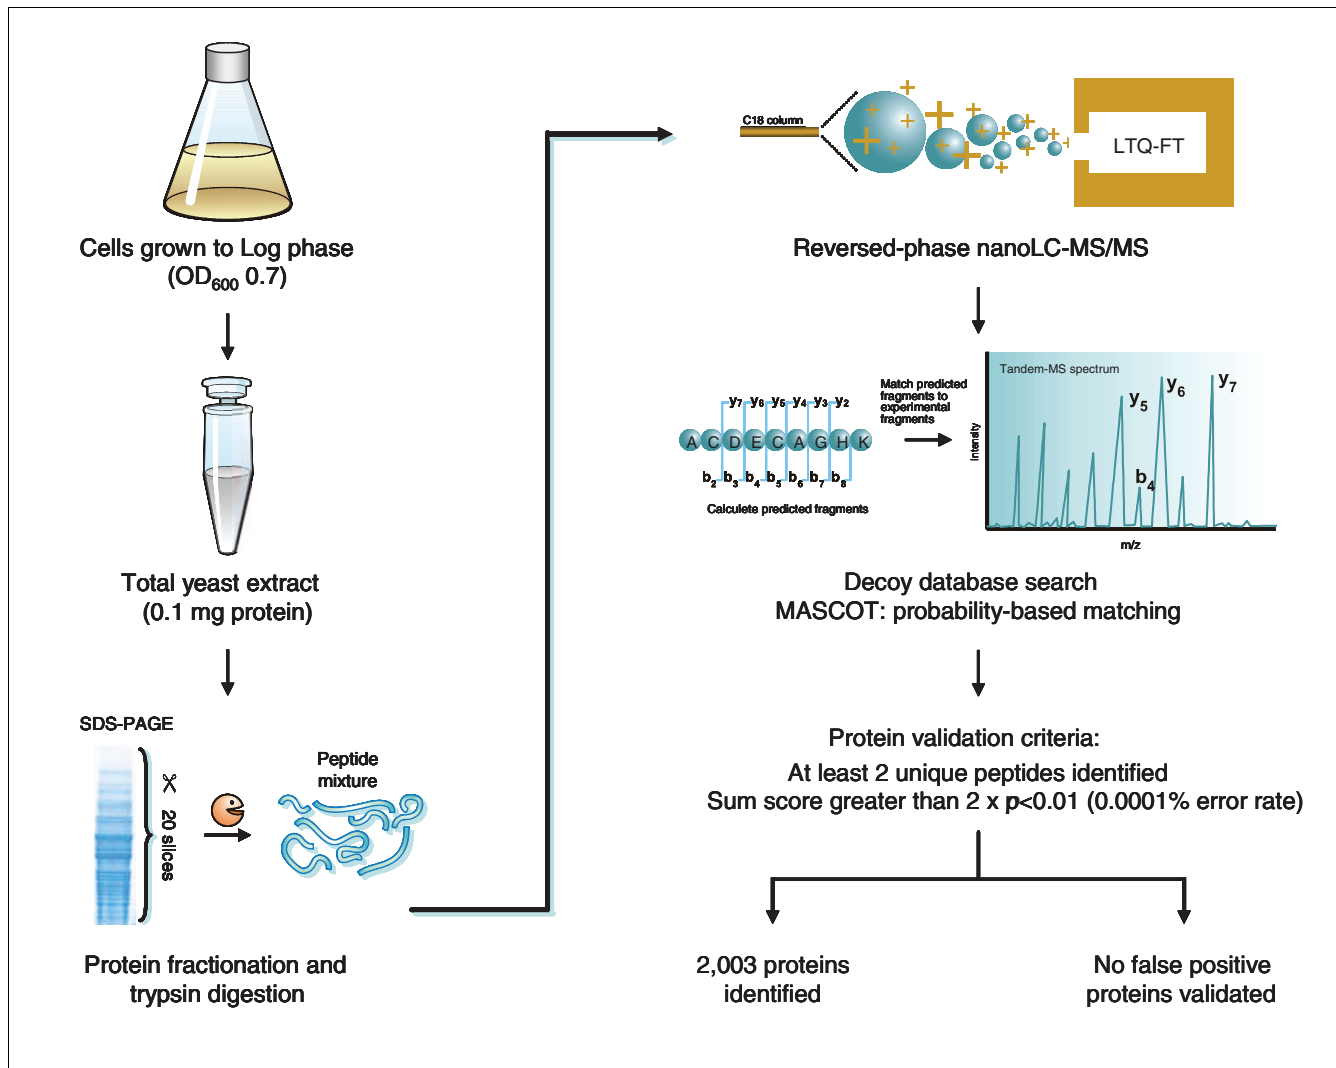 Cells grown to Log phase
(OD600 0.7)
Total yeast extract
(0.1 mg protein)
SDS-PAGE
20 slices
Peptide
mixture
Protein fractionation and
trypsin digestion
C18 column
LTQ-FT
Reversed-phase nanoLC-MS/MS
y7 y6 y5 y4 y3 y2
A C D E C A G H K
b2 b3 b4 b5 b6 b7 b8
Calculete predicted fragments
Match predicted
fragments to
experimental
fragments
Tandem-MS spectrum
Intensity
y5
b4
y6
y7
m/z
Decoy database search
MASCOT: probability-based matching
Protein validation criteria:
At least 2 unique peptides identified
Sum score greater than 2 x p<0.01 (0.0001% error rate)
2,003 proteins
identified
No false positive
proteins validated